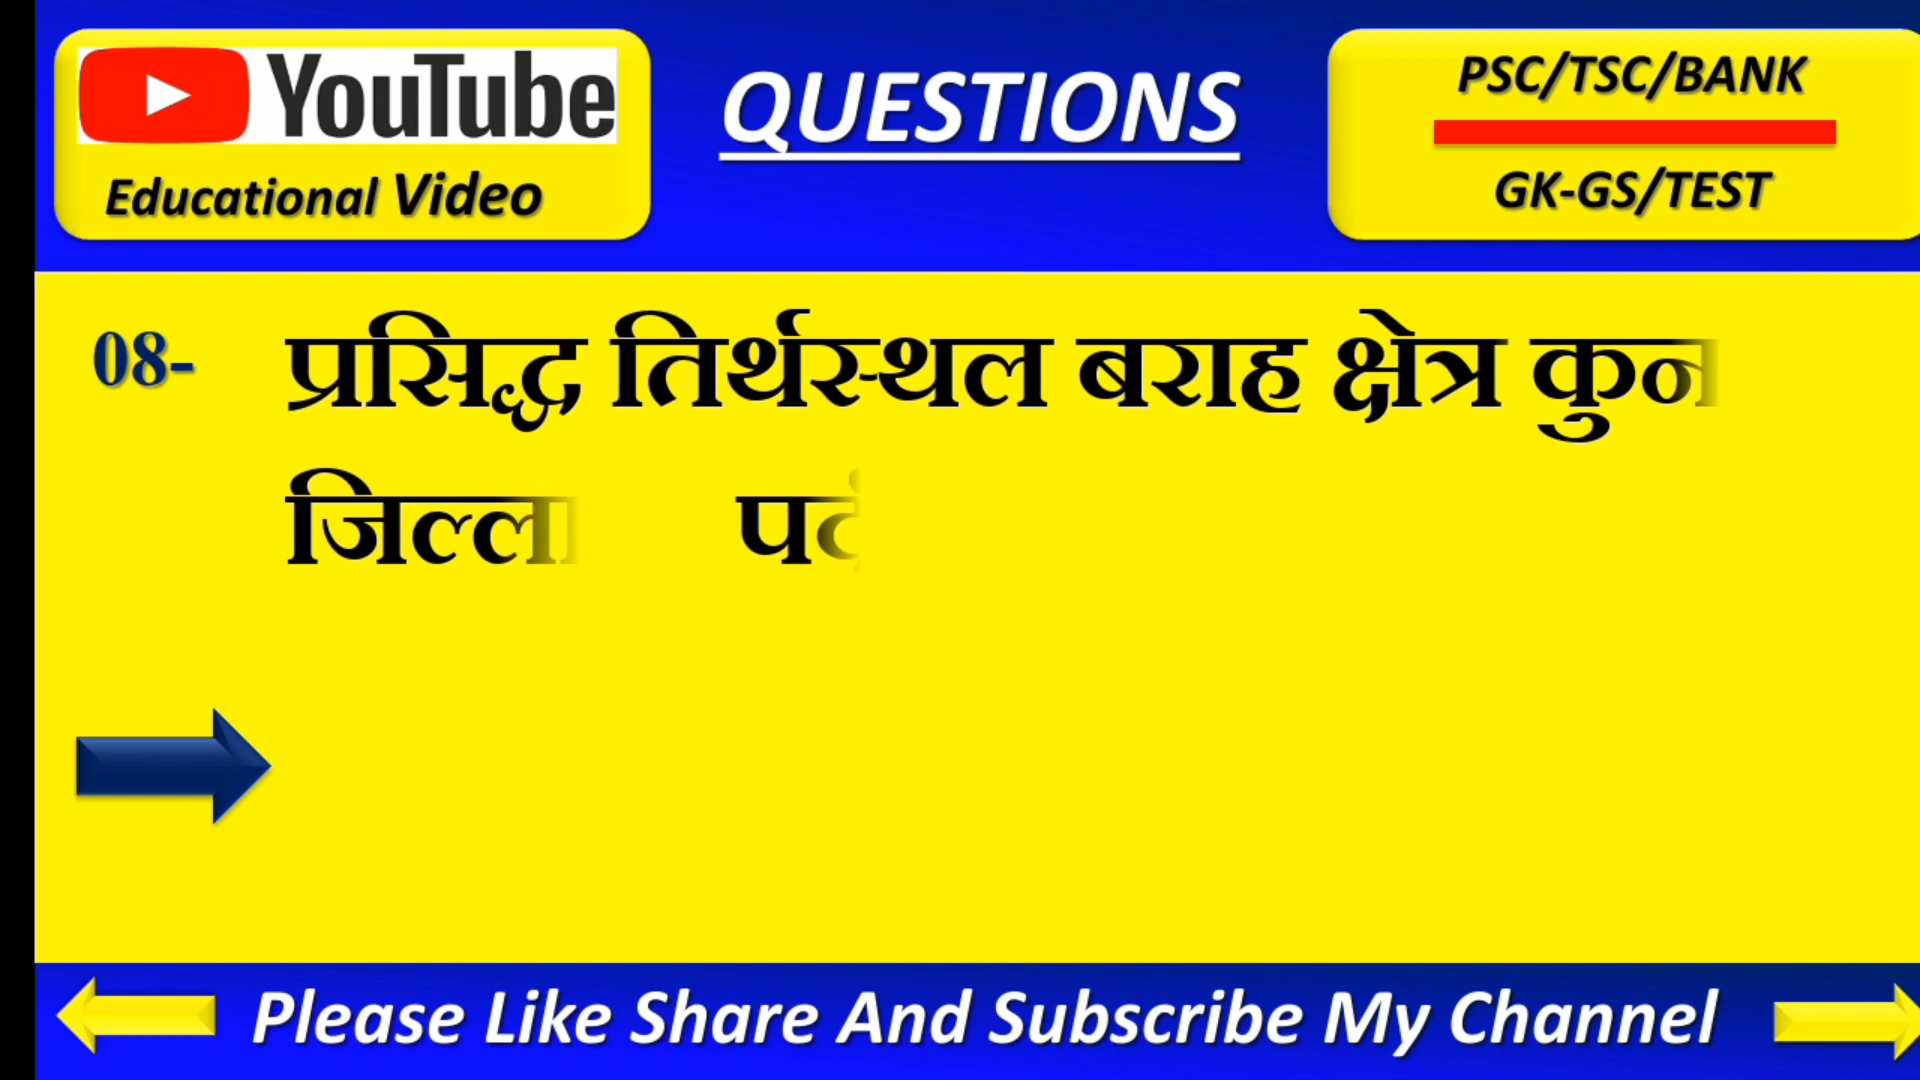 YouTube
Educational Video
QUESTIONS
PSC/TSC/BANK
GK-GS/TEST
08- प्रसिद्ध तिर्थस्थल बराह क्षेत्र कुन
जिल्ला
Please Like Share And Subscribe My Channel